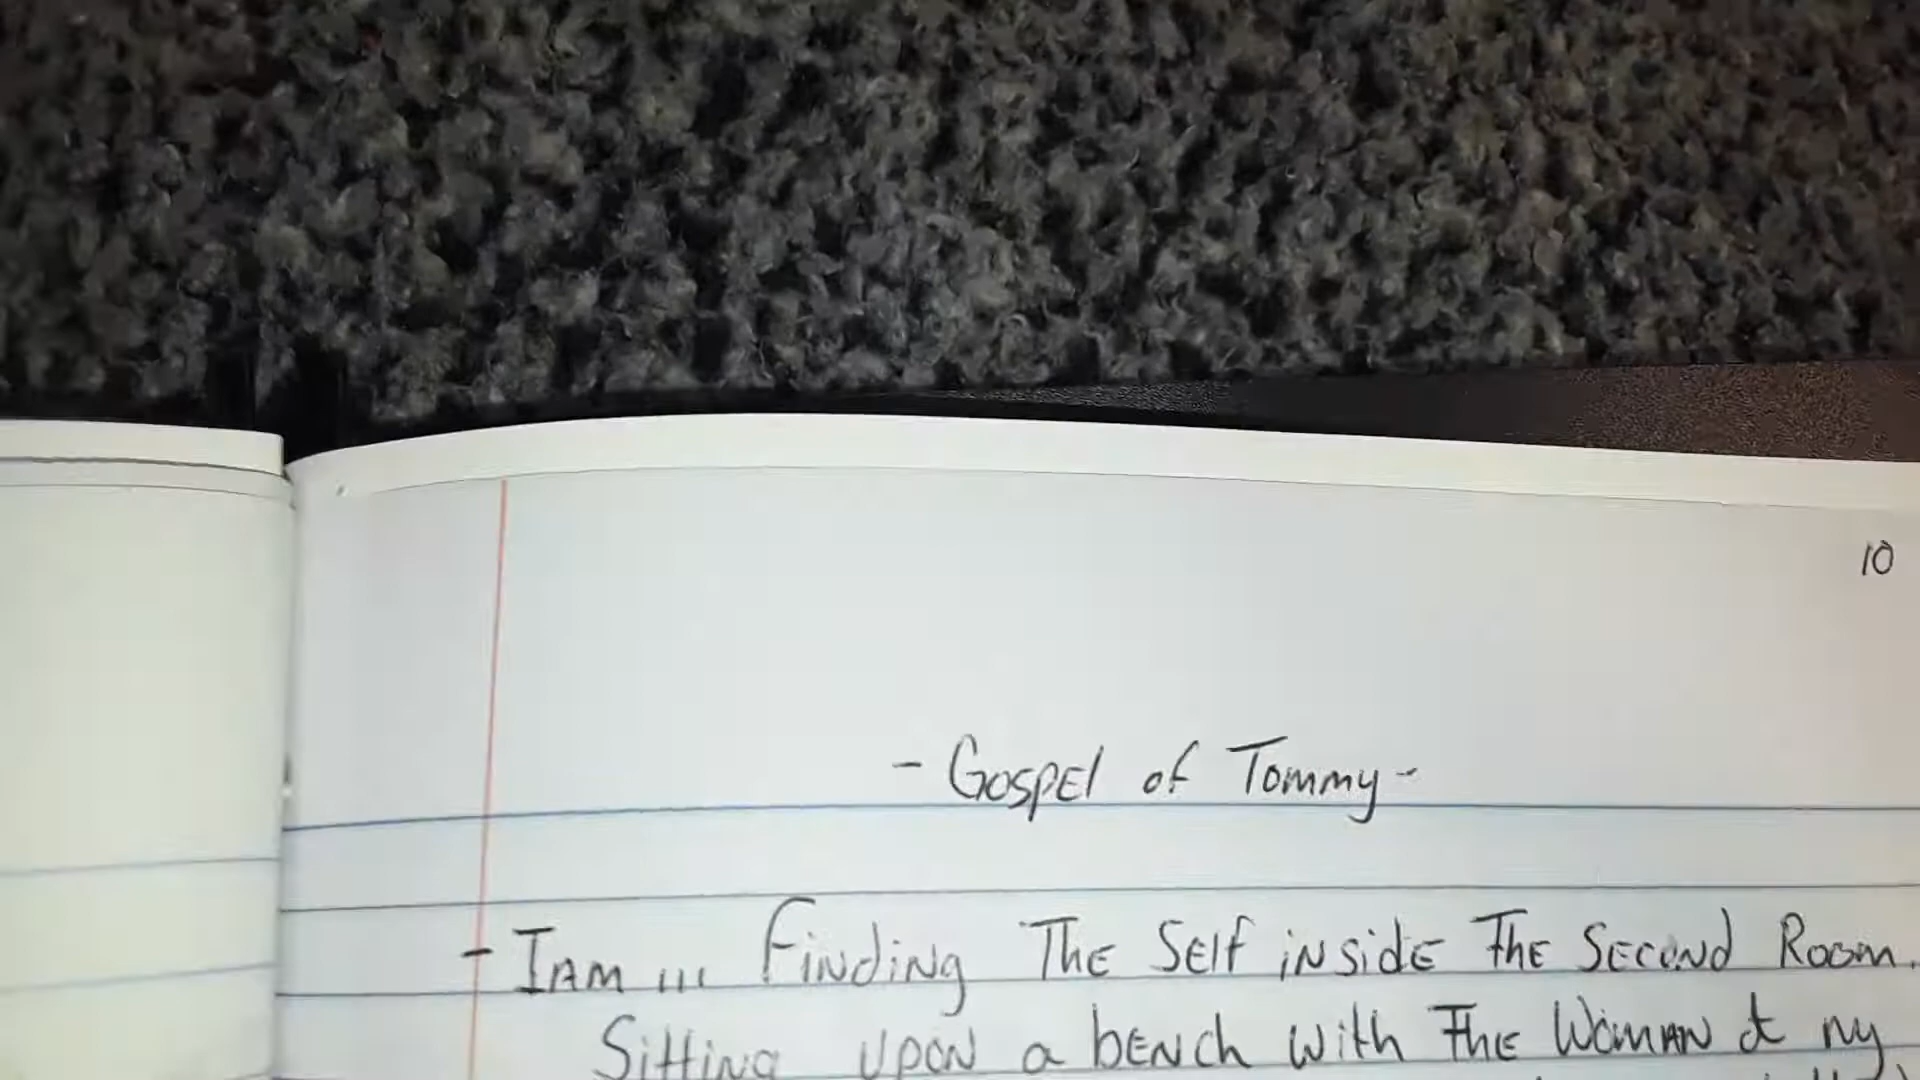 10
- Gospel of Tommy -
- I AM ... Finding The Self inside The Second Room.
Sitting upon a bench with The Woman & my